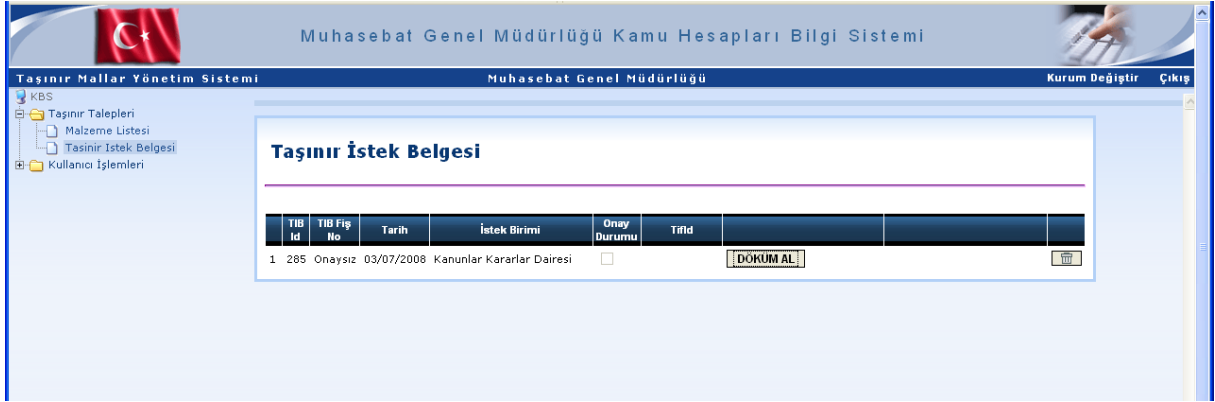 Muhasebat Genel Müdürlüğü Kamu Hesapları Bilgi Sistemi
Taşınır Mallar Yönetim Sistemi Muhasebat Genel Müdürlüğü Kurum Değiştir Çıkış
KBS
Taşınır Talepleri
Malzeme Listesi
Tasinir Istek Belgesi
Kullanıcı İşlemleri
Taşınır İstek Belgesi
TIB Id TIB Fiş No Tarih İstek Birimi Onay Durumu TifId
1 285 Onaysız 03/07/2008 Kanunlar Kararlar Dairesi DÖKÜM AL